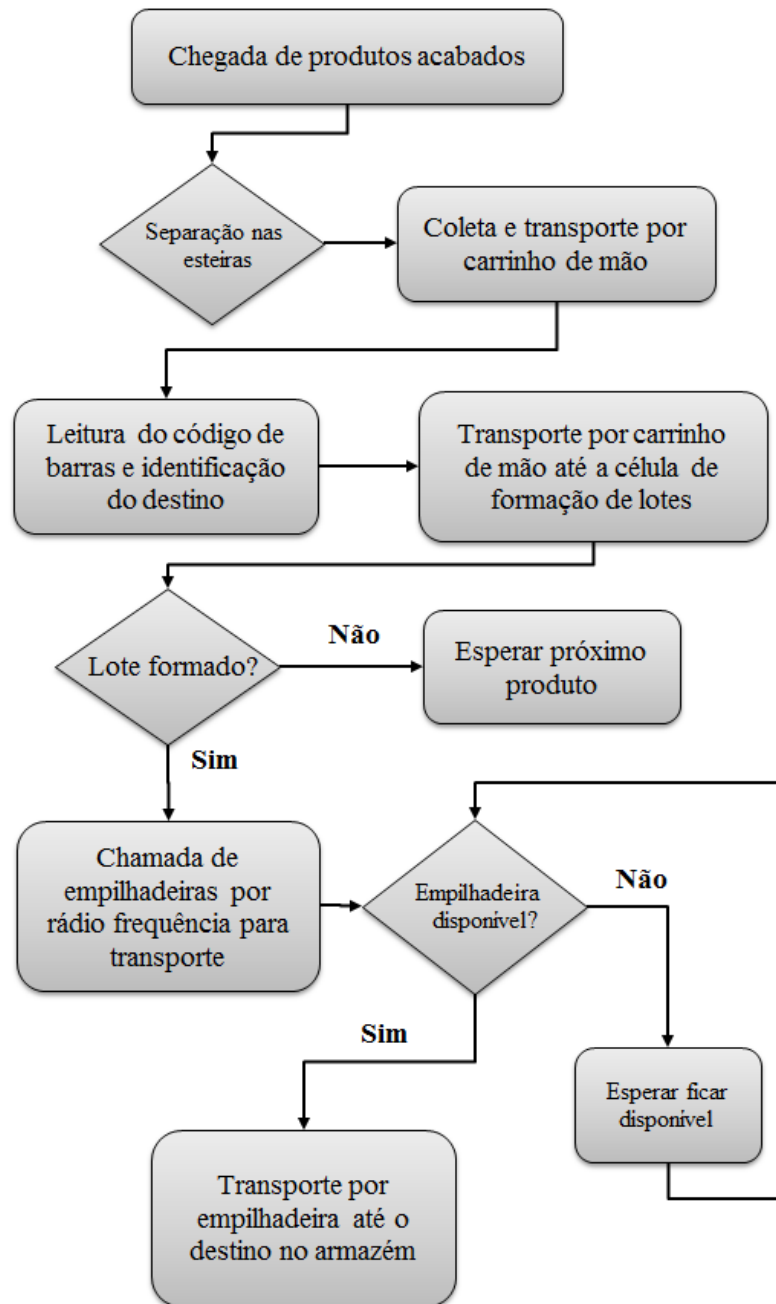 Chegada de produtos acabados
Separação nas
esteiras
Coleta e transporte por
carrinho de mão
Leitura do código de
barras e identificação
do destino
Transporte por carrinho
de mão até a célula de
formação de lotes
Lote formado?
Não
Esperar próximo
produto
Sim
Chamada de
empilhadeiras por
rádio frequência para
transporte
Empilhadeira
disponível?
Não
Sim
Esperar ficar
disponível
Transporte por
empilhadeira até o
destino no armazém